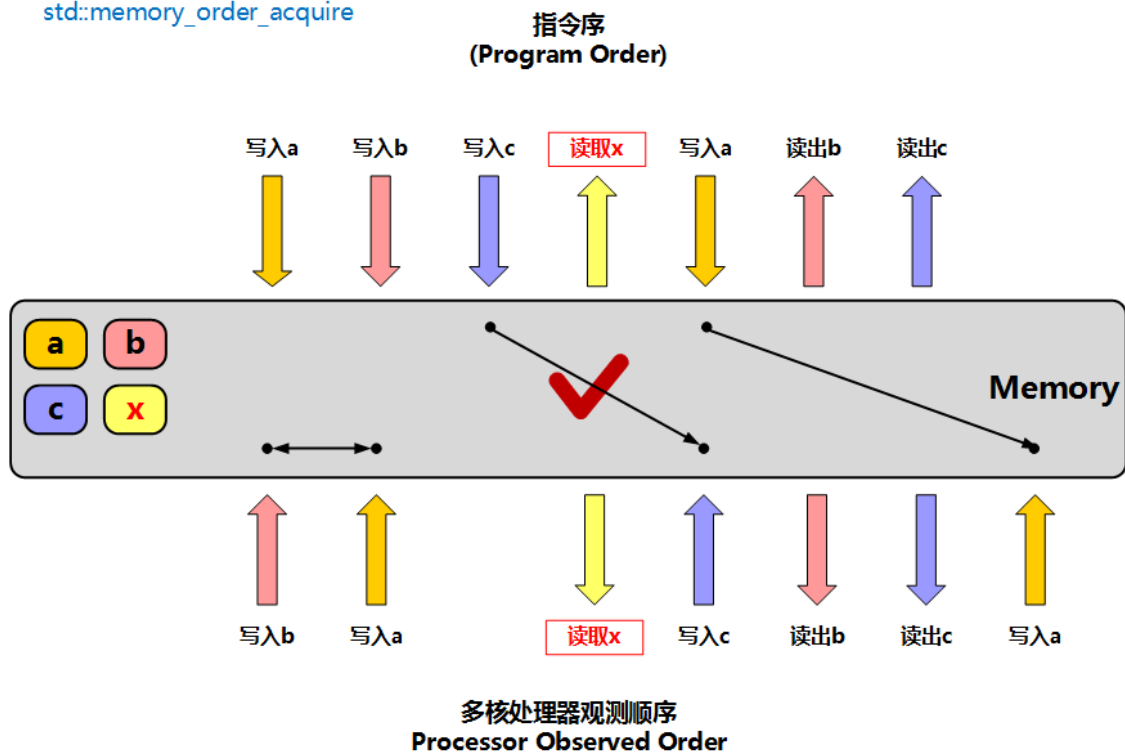 std::memory_order_acquire
指令序
(Program Order)
写入a 写入b 写入c 读取x 写入a 读出b 读出c
a b
c x
Memory
写入b 写入a 读取x 写入c 读出b 读出c 写入a
多核处理器观测顺序
Processor Observed Order